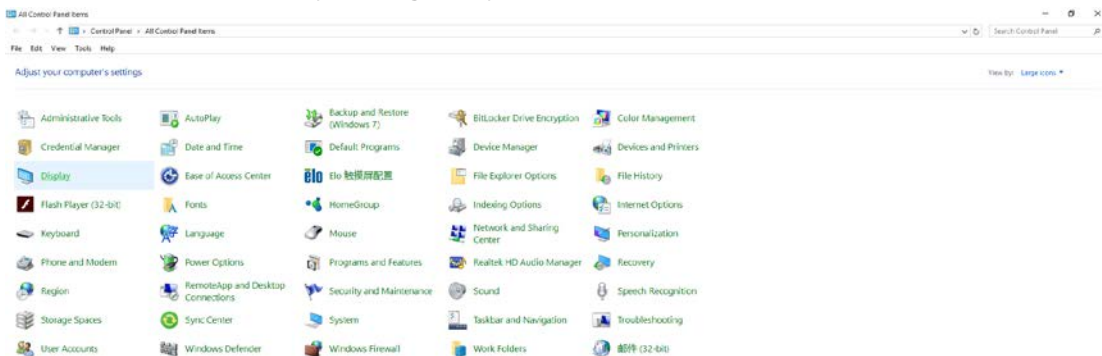 All Control Panel Items
Control Panel > All Control Panel Items
Search Control Panel
File Edit View Tools Help
Adjust your computer's settings
View by: Large icons
Administrative Tools
AutoPlay
Backup and Restore
(Windows 7)
BitLocker Drive Encryption
Color Management
Credential Manager
Date and Time
Default Programs
Device Manager
Devices and Printers
Display
Ease of Access Center
elo
Elo 触摸屏配置
File Explorer Options
File History
Flash Player (32-bit)
Fonts
HomeGroup
Indexing Options
Internet Options
Keyboard
Language
Mouse
Network and Sharing
Center
Personalization
Phone and Modem
Power Options
Programs and Features
Realtek HD Audio Manager
Recovery
Region
RemoteApp and Desktop
Connections
Security and Maintenance
Sound
Speech Recognition
Storage Spaces
Sync Center
System
Taskbar and Navigation
Troubleshooting
User Accounts
Windows Defender
Windows Firewall
Work Folders
邮件 (32-bit)